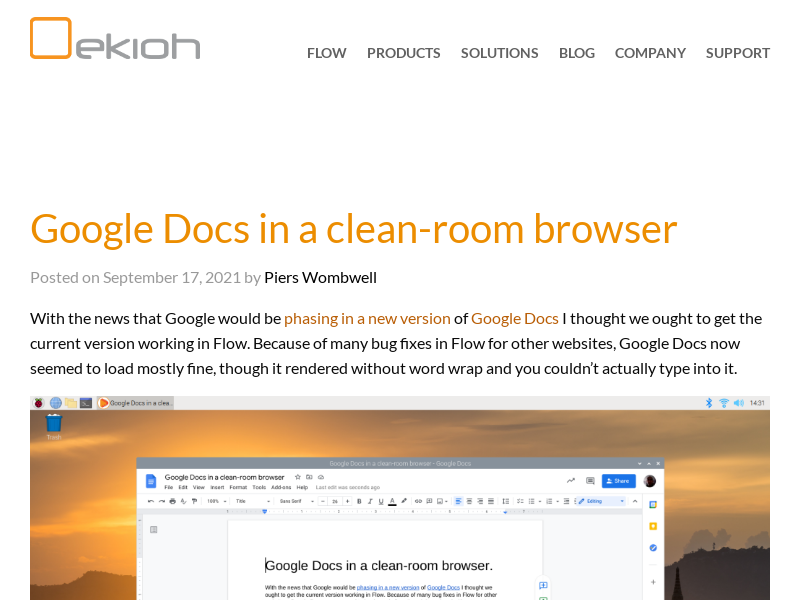 ekioh
FLOW PRODUCTS SOLUTIONS BLOG COMPANY SUPPORT
Google Docs in a clean-room browser
Posted on September 17, 2021 by Piers Wombwell
With the news that Google would be phasing in a new version of Google Docs I thought we ought to get the
current version working in Flow. Because of many bug fixes in Flow for other websites, Google Docs now
seemed to load mostly fine, though it rendered without word wrap and you couldn’t actually type into it.
Google Docs in a clea... 14:31
Trash
Google Docs in a clean-room browser - Google Docs
Google Docs in a clean-room browser
Share
File Edit View Insert Format Tools Add-ons Help Last edit was seconds ago
100% Title Sans Serif 26 B I U A Editing
Google Docs in a clean-room browser.
With the news that Google would be phasing in a new version of Google Docs I thought we
ought to get the current version working in Flow. Because of many bug fixes in Flow for other